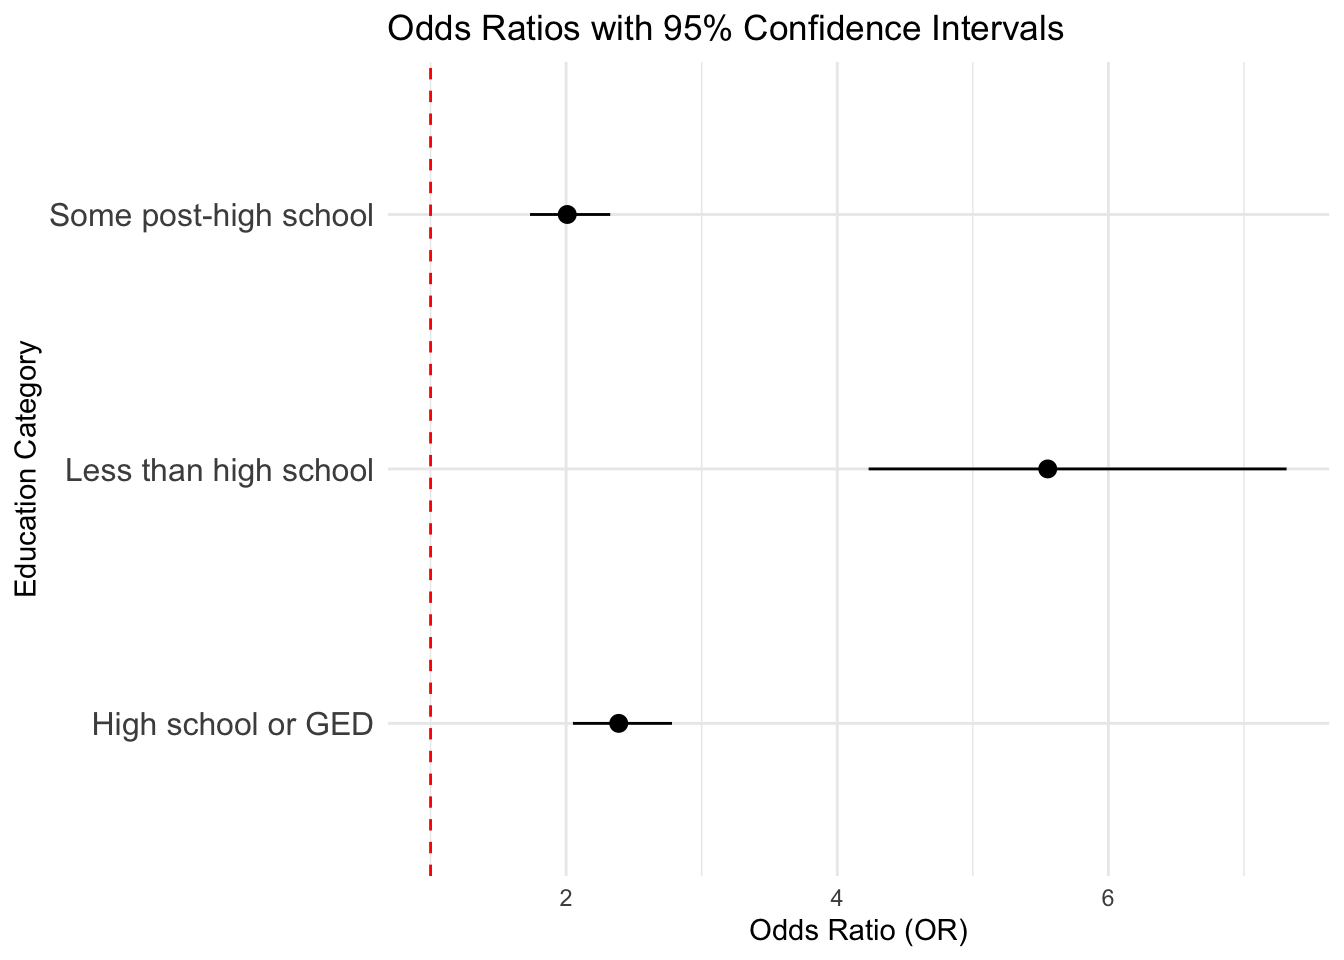 Odds Ratios with 95% Confidence Intervals
Education Category
Some post-high school
Less than high school
High school or GED
2
4
6
Odds Ratio (OR)